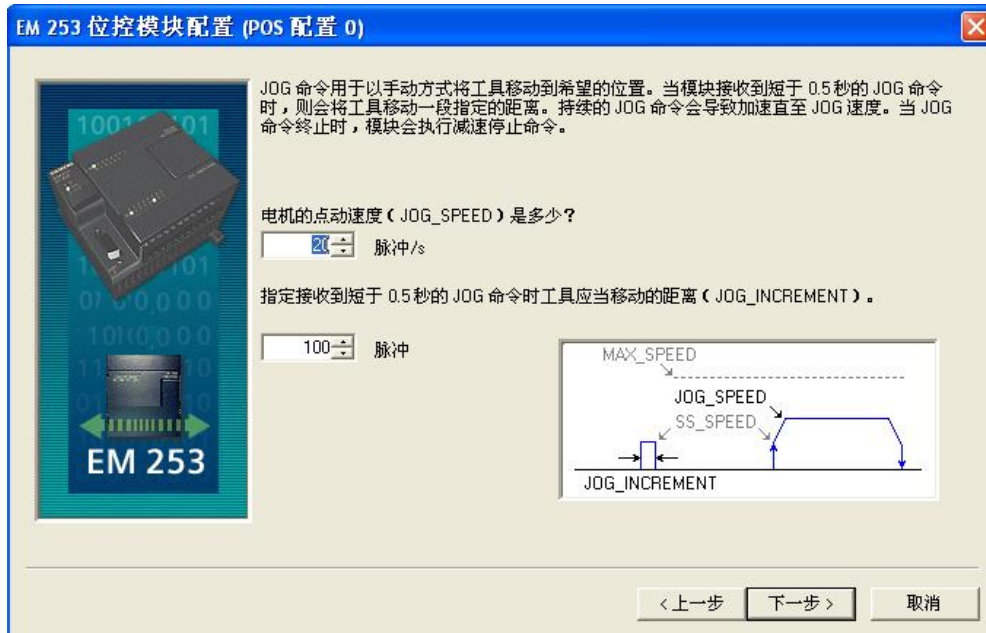 EM 253 位控模块配置 (POS 配置 0)
JOG 命令用于以手动方式将工具移动到希望的位置。当模块接收到短于 0.5秒的 JOG 命令
时，则会将工具移动一段指定的距离。持续的 JOG 命令会导致加速直至 JOG 速度。当 JOG
命令终止时，模块会执行减速停止命令。
电机的点动速度（JOG_SPEED）是多少？
20 脉冲/s
指定接收到短于 0.5秒的 JOG 命令时工具应当移动的距离（JOG_INCREMENT）。
100 脉冲
MAX_SPEED
JOG_SPEED
SS_SPEED
JOG_INCREMENT
EM 253
<上一步
下一步>
取消